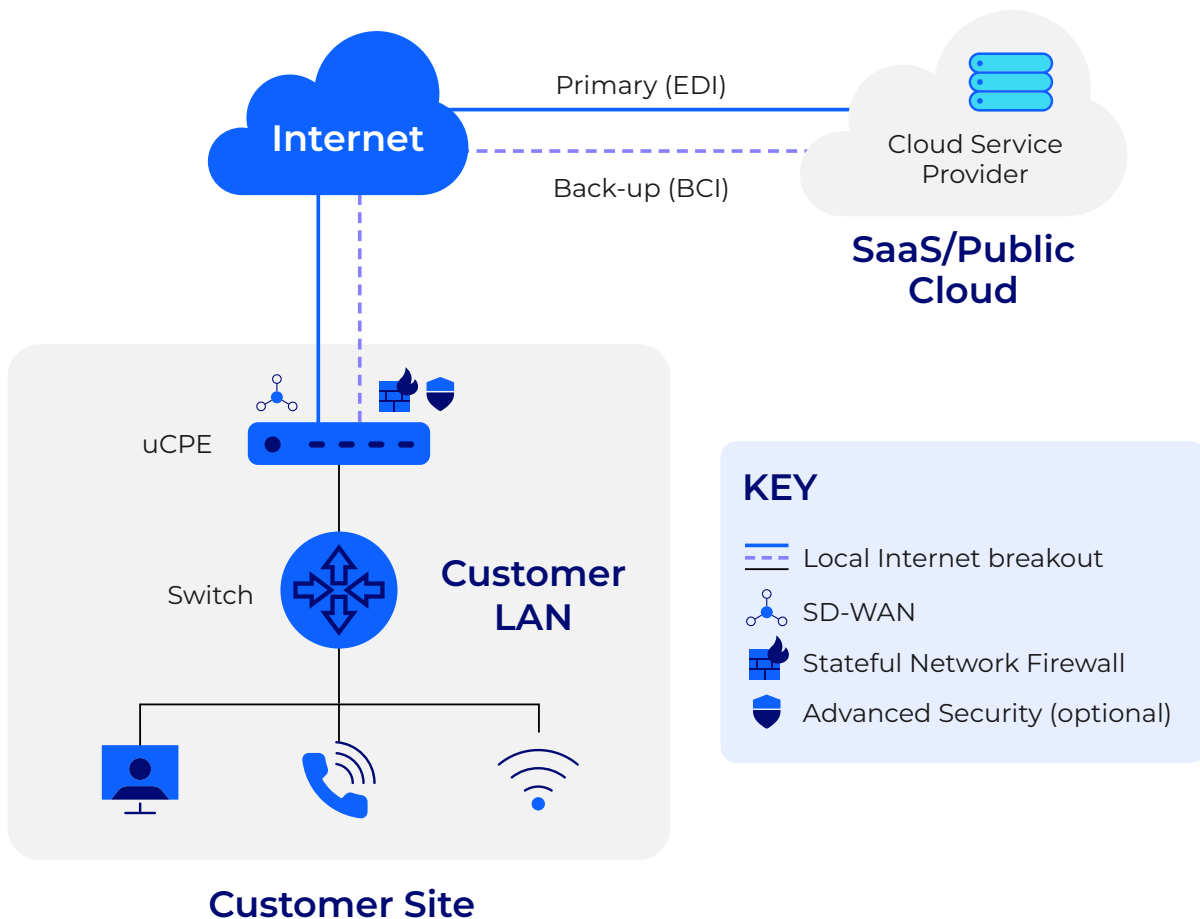 Primary (EDI)
Internet
Back-up (BCI)
Cloud Service
Provider
SaaS/Public
Cloud
uCPE
Switch
Customer
LAN
Customer Site
KEY
Local Internet breakout
SD-WAN
Stateful Network Firewall
Advanced Security (optional)